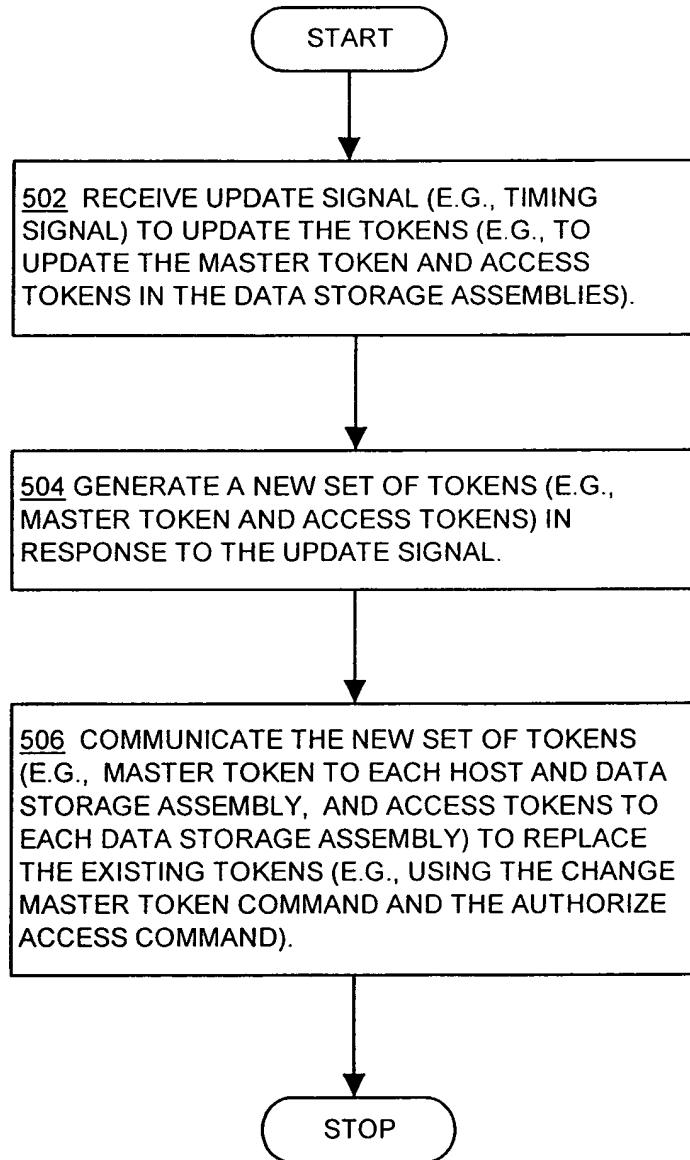 START
502 RECEIVE UPDATE SIGNAL (E.G., TIMING
SIGNAL) TO UPDATE THE TOKENS (E.G., TO
UPDATE THE MASTER TOKEN AND ACCESS
TOKENS IN THE DATA STORAGE ASSEMBLIES).
504 GENERATE A NEW SET OF TOKENS (E.G.,
MASTER TOKEN AND ACCESS TOKENS) IN
RESPONSE TO THE UPDATE SIGNAL.
506 COMMUNICATE THE NEW SET OF TOKENS
(E.G., MASTER TOKEN TO EACH HOST AND DATA
STORAGE ASSEMBLY, AND ACCESS TOKENS TO
EACH DATA STORAGE ASSEMBLY) TO REPLACE
THE EXISTING TOKENS (E.G., USING THE CHANGE
MASTER TOKEN COMMAND AND THE AUTHORIZE
ACCESS COMMAND).
STOP